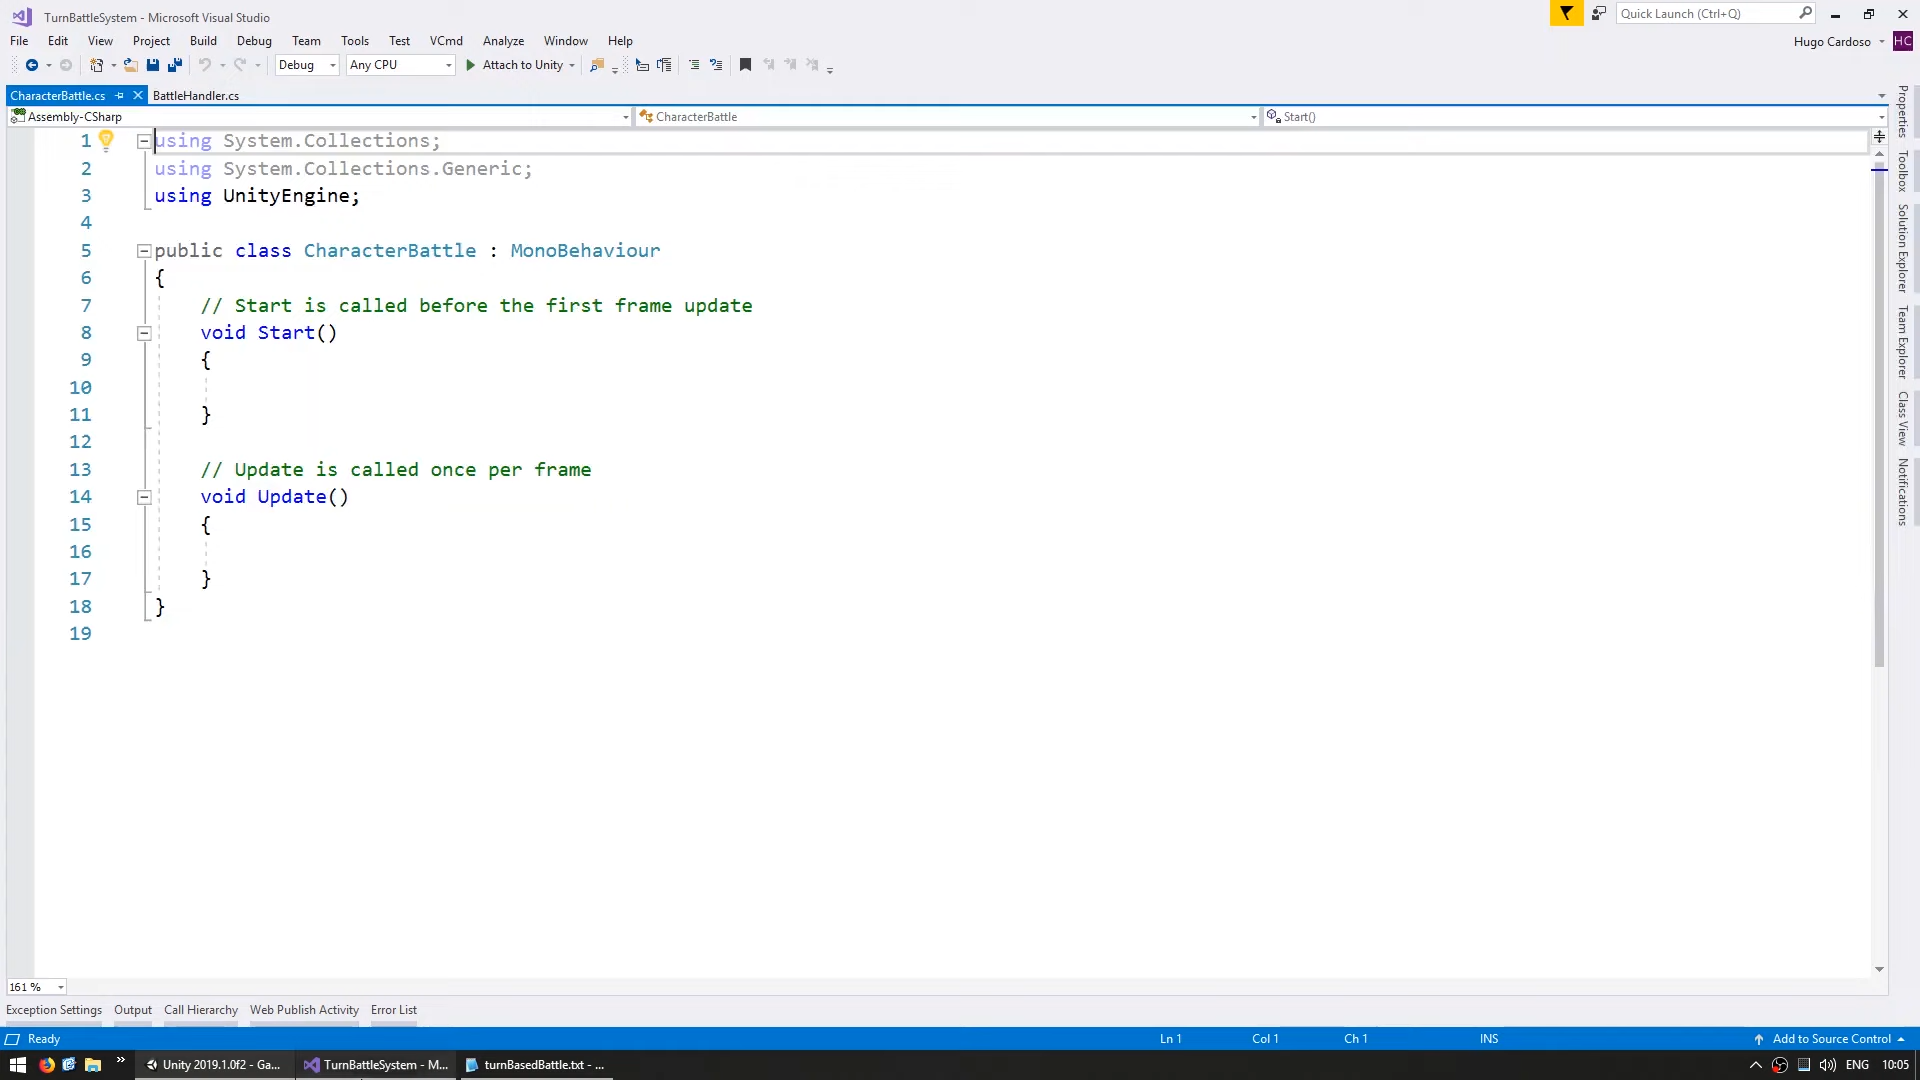 TurnBattleSystem - Microsoft Visual Studio
Quick Launch (Ctrl+Q)
File Edit View Project Build Debug Team Tools Test VCmd Analyze Window Help
Hugo Cardoso HC
Debug Any CPU Attach to Unity
CharacterBattle.cs BattleHandler.cs
Assembly-CSharp CharacterBattle Start()
1 using System.Collections;
2 using System.Collections.Generic;
3 using UnityEngine;
4
5 public class CharacterBattle : MonoBehaviour
6 {
7 // Start is called before the first frame update
8 void Start()
9 {
10
11 }
12
13 // Update is called once per frame
14 void Update()
15 {
16
17 }
18 }
19
Properties
Toolbox
Solution Explorer
Team Explorer
Class View
Notifications
161 %
Exception Settings Output Call Hierarchy Web Publish Activity Error List
Ready Ln 1 Col 1 Ch 1 INS Add to Source Control
Unity 2019.1.0f2 - Ga... TurnBattleSystem - M... turnBasedBattle.txt - ... ENG 10:05